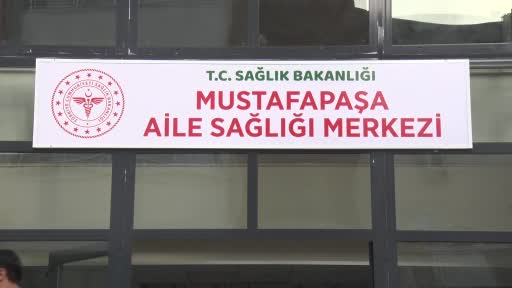 T.C. SAĞLIK BAKANLIĞI
MUSTAFAPAŞA
AİLE SAĞLIĞI MERKEZİ